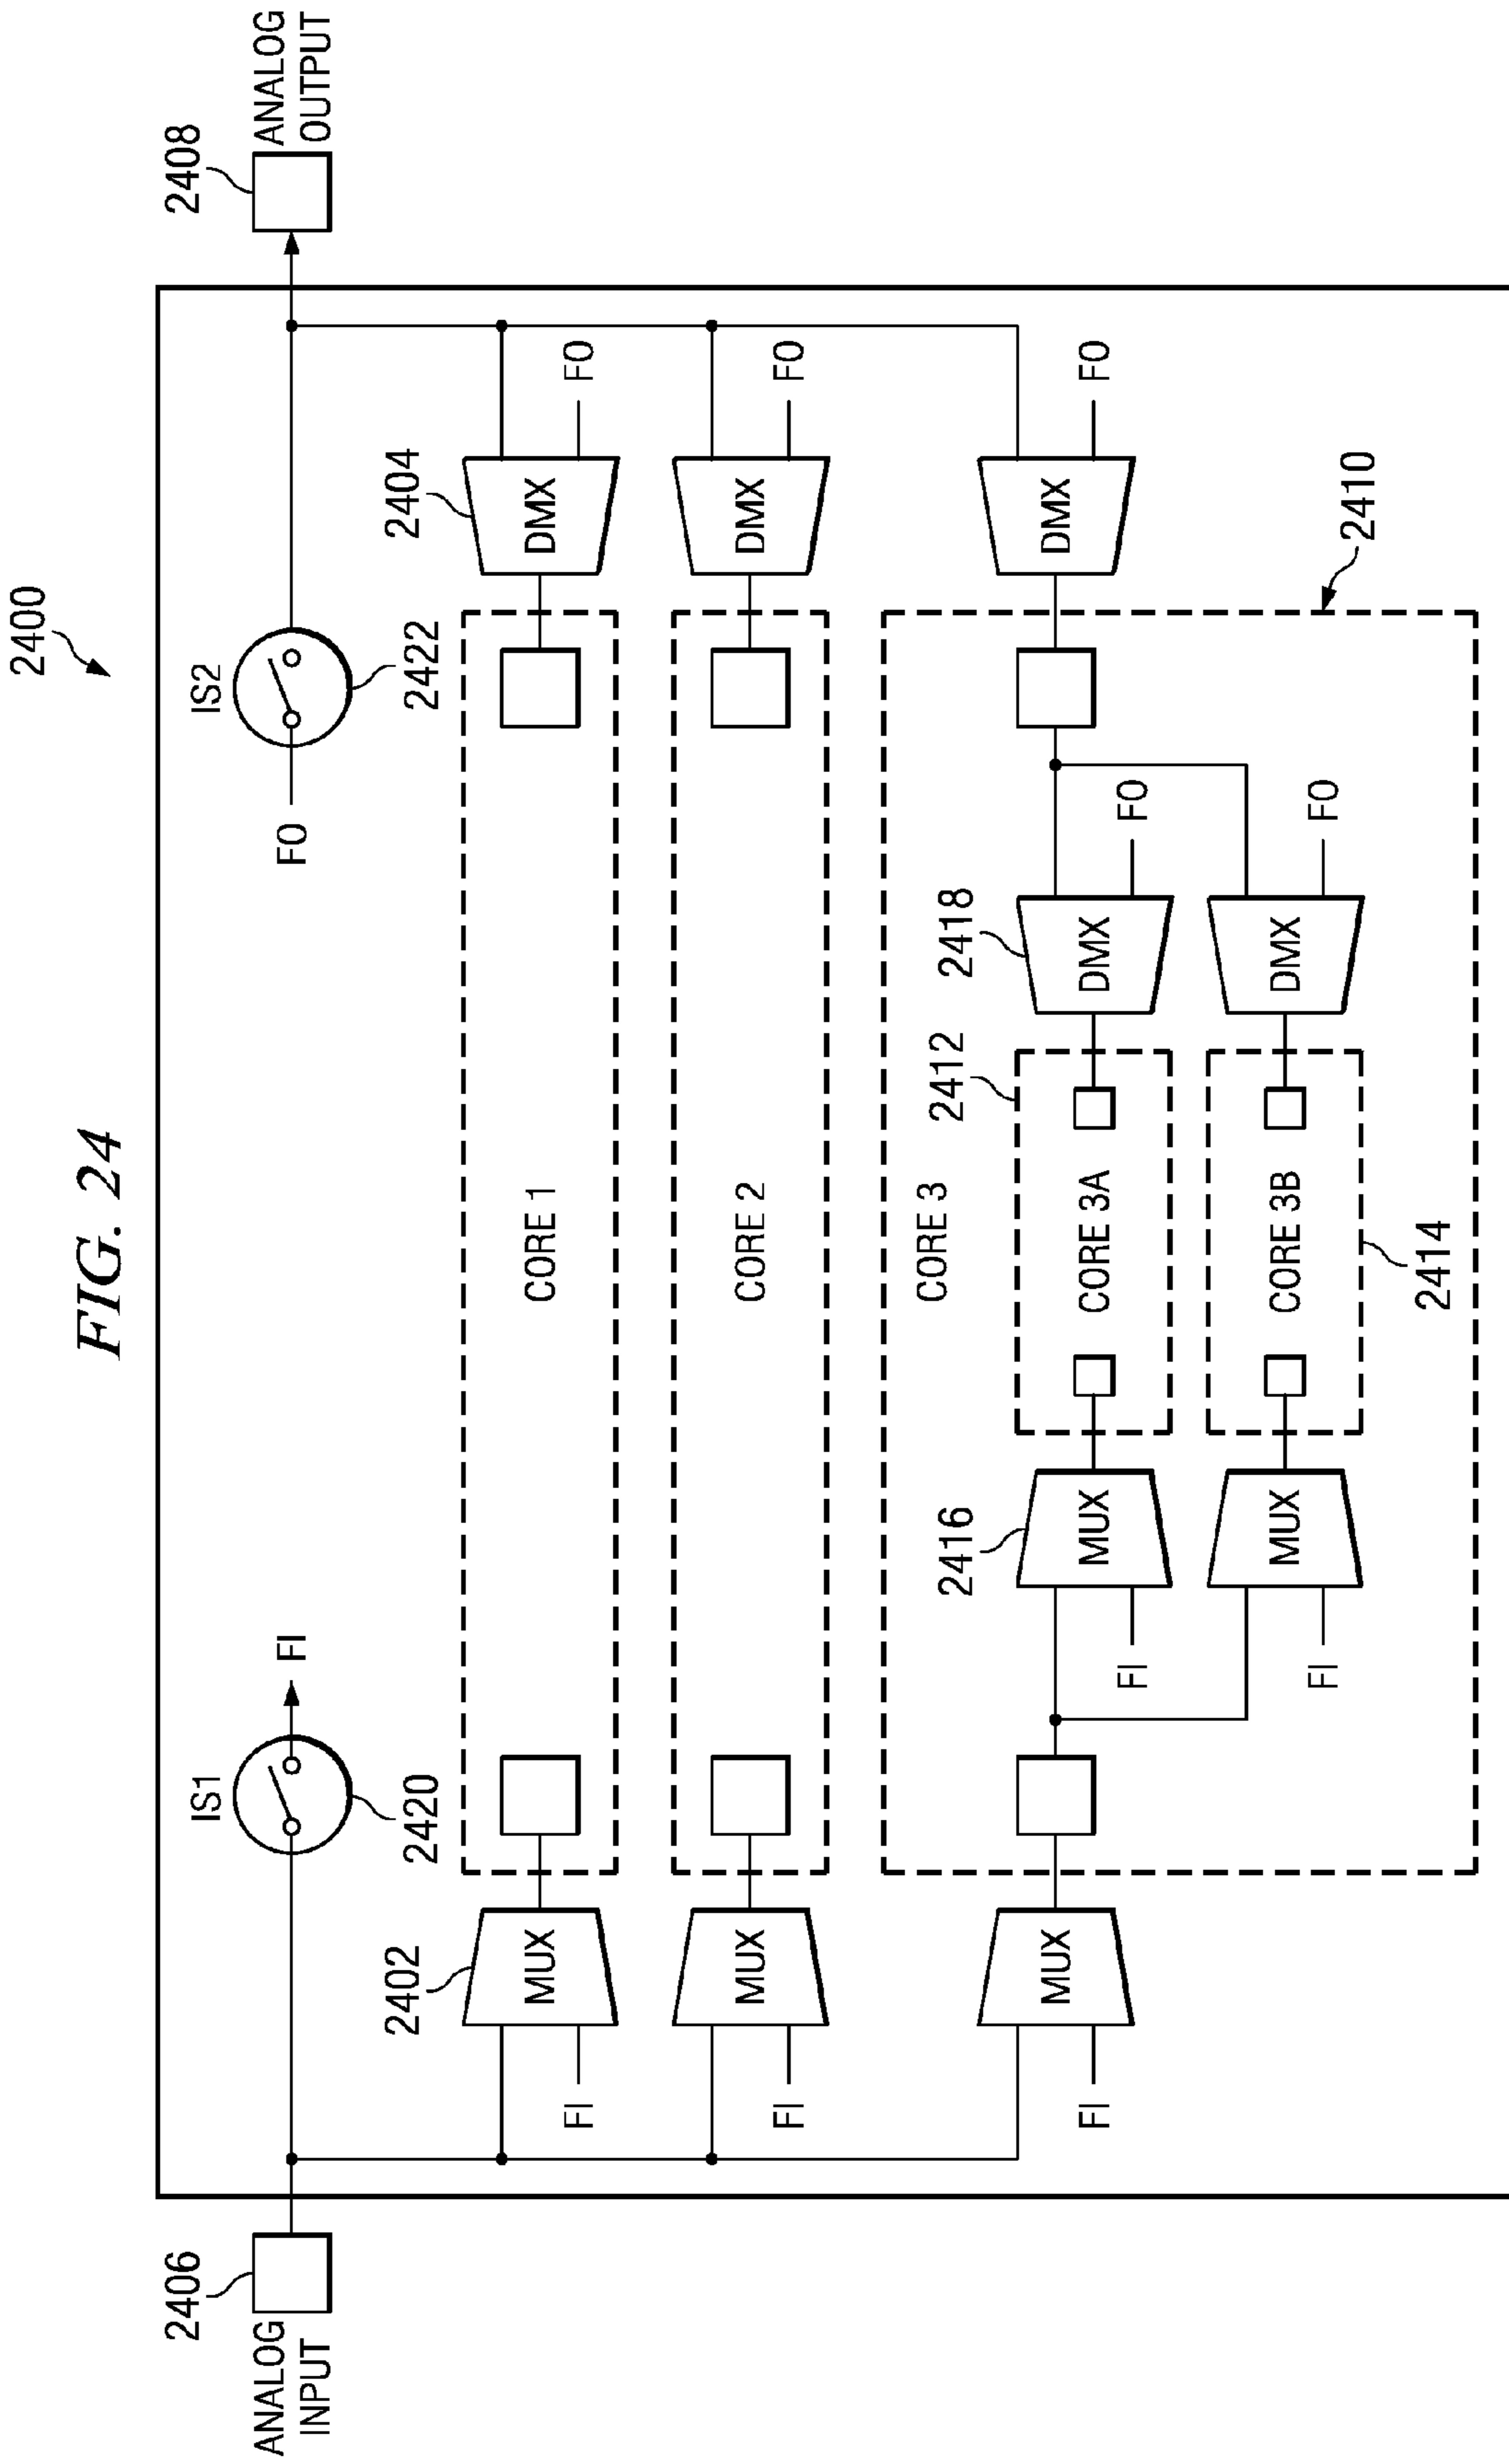 FIG. 24
2400
2406
ANALOG
INPUT
IS1
FI
2420
IS2
FO
2422
2408
ANALOG
OUTPUT
2402
MUX
FI
CORE 1
2404
DMX
FO
MUX
FI
CORE 2
DMX
FO
MUX
FI
CORE 3
DMX
FO
2410
2416
MUX
FI
2412
CORE 3A
2418
DMX
FO
MUX
FI
CORE 3B
2414
DMX
FO